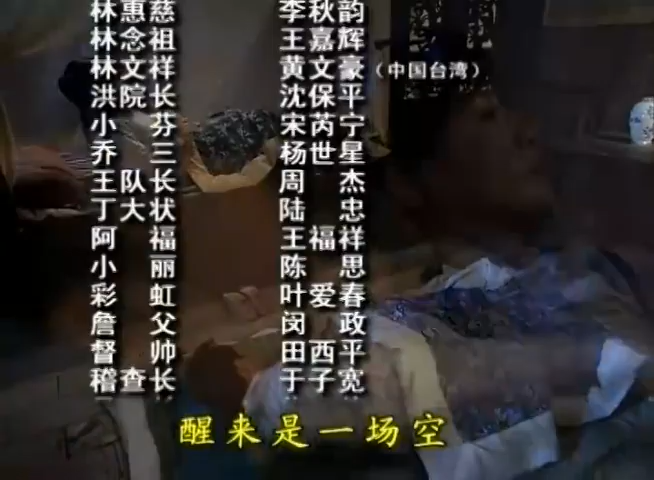 林惠慈 李秋韵
林念祖 王嘉辉
林文祥 黄文豪（中国台湾）
洪院长 沈保平
小芬 宋芮宁
乔三 杨世星
王队长 周杰
丁大状 陆忠
阿福 王福祥
小丽 陈思
彩虹 叶爱春
詹父 闵政
督帅 田西平
稽查长 于子宽
醒来是一场空